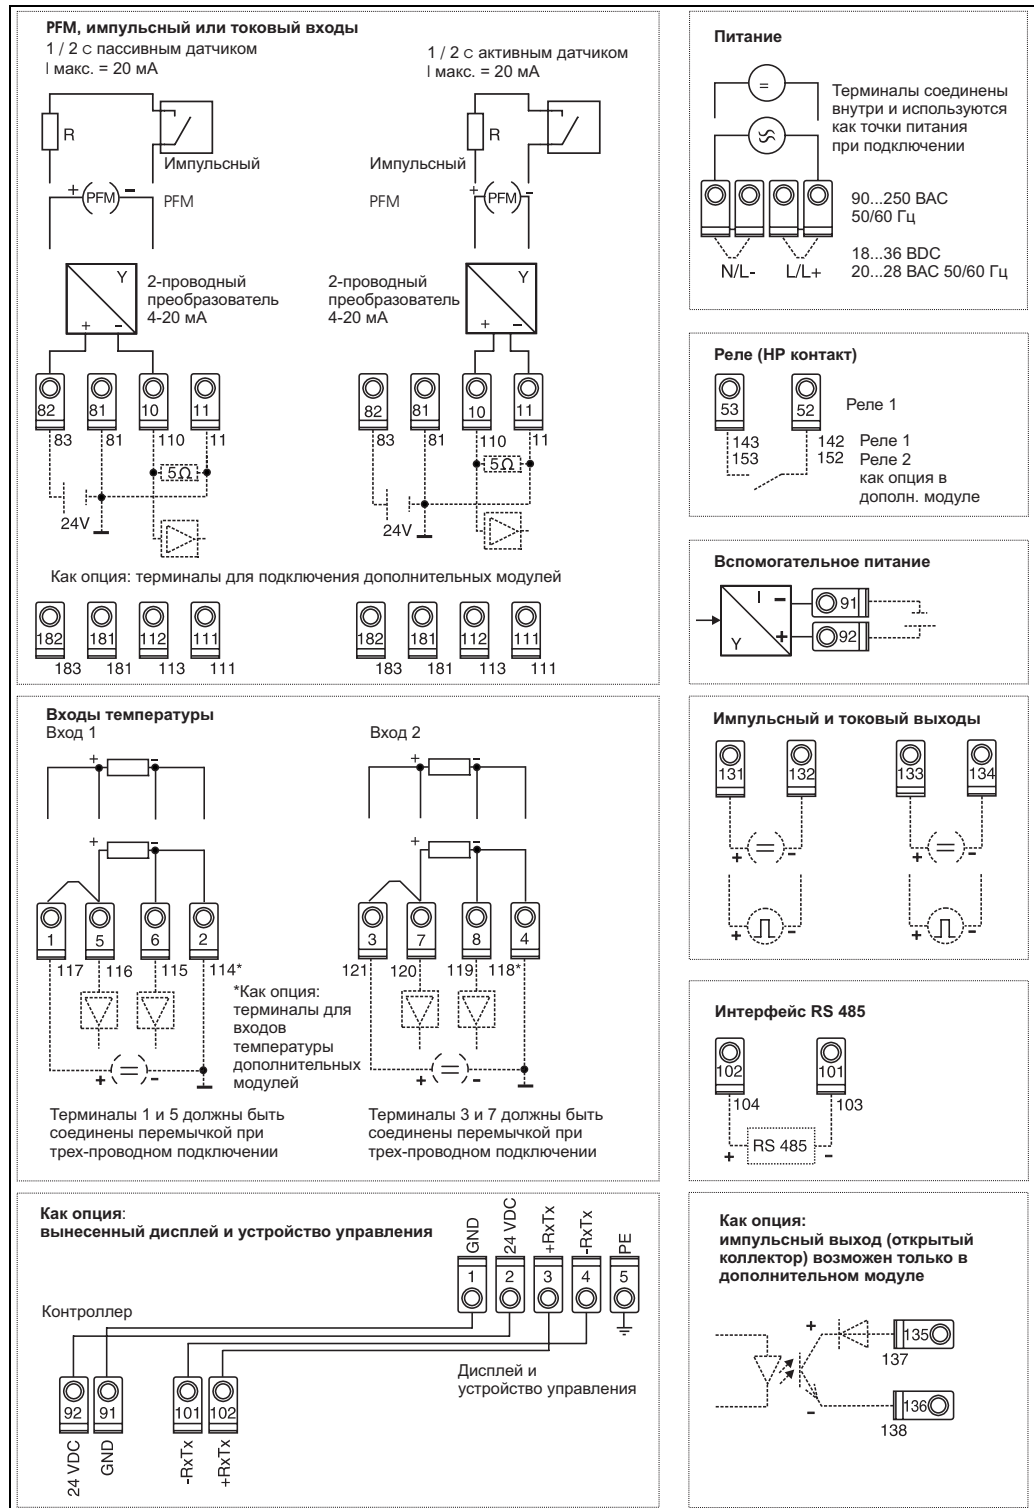 PFM, импульсный или токовый входы
1 / 2 с пассивным датчиком
I макс. = 20 мА
1 / 2 с активным датчиком
I макс. = 20 мА
R
Импульсный
+ (PFM) -
PFM
R
Импульсный
+ (PFM) -
PFM
Y
+ -
2-проводный
преобразователь
4-20 мА
2-проводный
преобразователь
4-20 мА
Y
+ -
82 81 10 11
83 81 110 11
5Ω
24V
82 81 10 11
83 81 110 11
5Ω
24V
Как опция: терминалы для подключения дополнительных модулей
182 181 112 111
183 181 113 111
182 181 112 111
183 181 113 111
Входы температуры
Вход 1
Вход 2
+ -
+ -
+ -
+ -
1 5 6 2
117 116 115 114*
3 7 8 4
121 120 119 118*
*Как опция:
терминалы для
входов
температуры
дополнительных
модулей
+ (=) -
+ (=) -
Терминалы 1 и 5 должны быть
соединены перемычкой при
трех-проводном подключении
Терминалы 3 и 7 должны быть
соединены перемычкой при
трех-проводном подключении
Как опция:
вынесенный дисплей и устройство управления
GND
24 VDC
+RxTx
-RxTx
PE
1 2 3 4 5
Контроллер
Дисплей и
устройство управления
92 91 101 102
24 VDC
GND
-RxTx
+RxTx
Питание
=
Терминалы соединены
внутри и используются
как точки питания
при подключении
90...250 ВАС
50/60 Гц
18...36 BDC
20...28 ВАС 50/60 Гц
N/L- L/L+
Реле (НР контакт)
53 52 Реле 1
143 142 Реле 1
153 152 Реле 2
как опция в
дополн. модуле
Вспомогательное питание
I - 91
Y + 92
Импульсный и токовый выходы
131 132 133 134
+ (=) -
+ (=) -
+ -
+ -
Интерфейс RS 485
102 101
104 103
+ RS 485 -
Как опция:
импульсный выход (открытый
коллектор) возможен только в
дополнительном модуле
+ 135
137
136
-
138